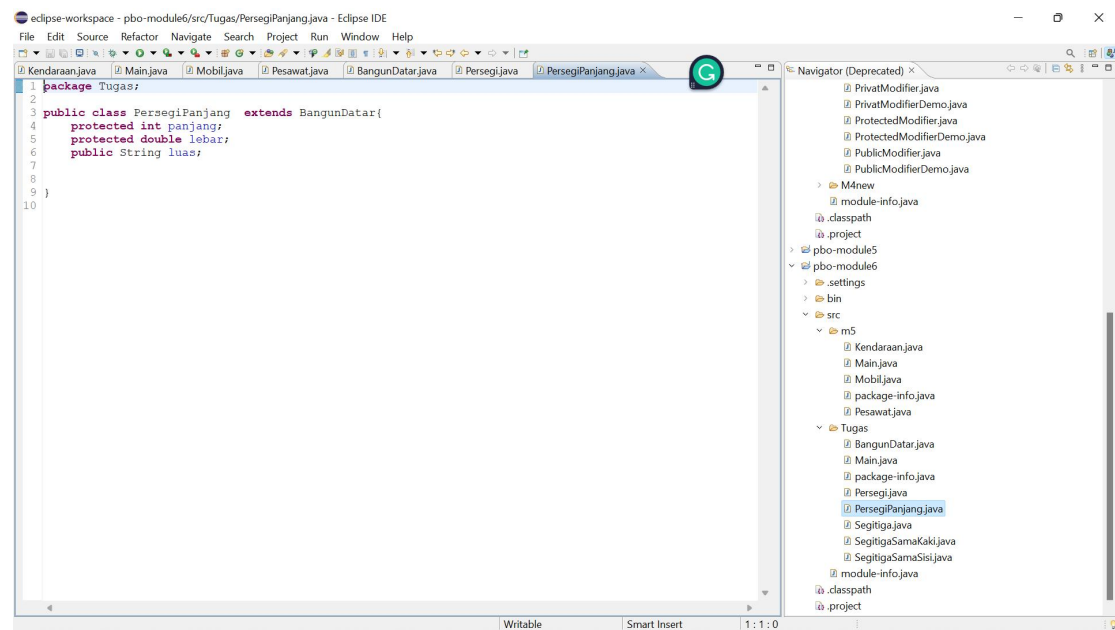 eclipse-workspace - pbo-module6/src/Tugas/PersegiPanjang.java - Eclipse IDE
File Edit Source Refactor Navigate Search Project Run Window Help
Kendaraan.java Main.java Mobil.java Pesawat.java BangunDatar.java Persegi.java PersegiPanjang.java
1 package Tugas;
2
3 public class PersegiPanjang  extends BangunDatar{
4     protected int panjang;
5     protected double lebar;
6     public String luas;
7
8
9 }
10
Navigator (Deprecated)
PrivatModifier.java
PrivatModifierDemo.java
ProtectedModifier.java
ProtectedModifierDemo.java
PublicModifier.java
PublicModifierDemo.java
M4new
module-info.java
.classpath
.project
pbo-module5
pbo-module6
.settings
bin
src
m5
Kendaraan.java
Main.java
Mobil.java
package-info.java
Pesawat.java
Tugas
BangunDatar.java
Main.java
package-info.java
Persegi.java
PersegiPanjang.java
Segitiga.java
SegitigaSamaKaki.java
SegitigaSamaSisi.java
module-info.java
.classpath
.project
Writable Smart Insert 1 : 1 : 0